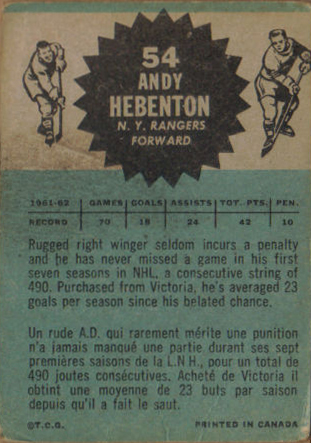 54
ANDY
HEBENTON
N. Y. RANGERS
FORWARD
1961-62 GAMES GOALS ASSISTS TOT. PTS. PEN.
RECORD 70 18 24 42 10
Rugged right winger seldom incurs a penalty
and he has never missed a game in his first
seven seasons in NHL, a consecutive string of
490. Purchased from Victoria, he's averaged 23
goals per season since his belated chance.
Un rude A.D. qui rarement mérite une punition
n'a jamais manqué une partie durant ses sept
premières saisons de la L.N.H., pour un total de
490 joutes consécutives. Acheté de Victoria il
obtint une moyenne de 23 buts par saison
depuis qu'il a fait le saut.
©T.C.G. PRINTED IN CANADA